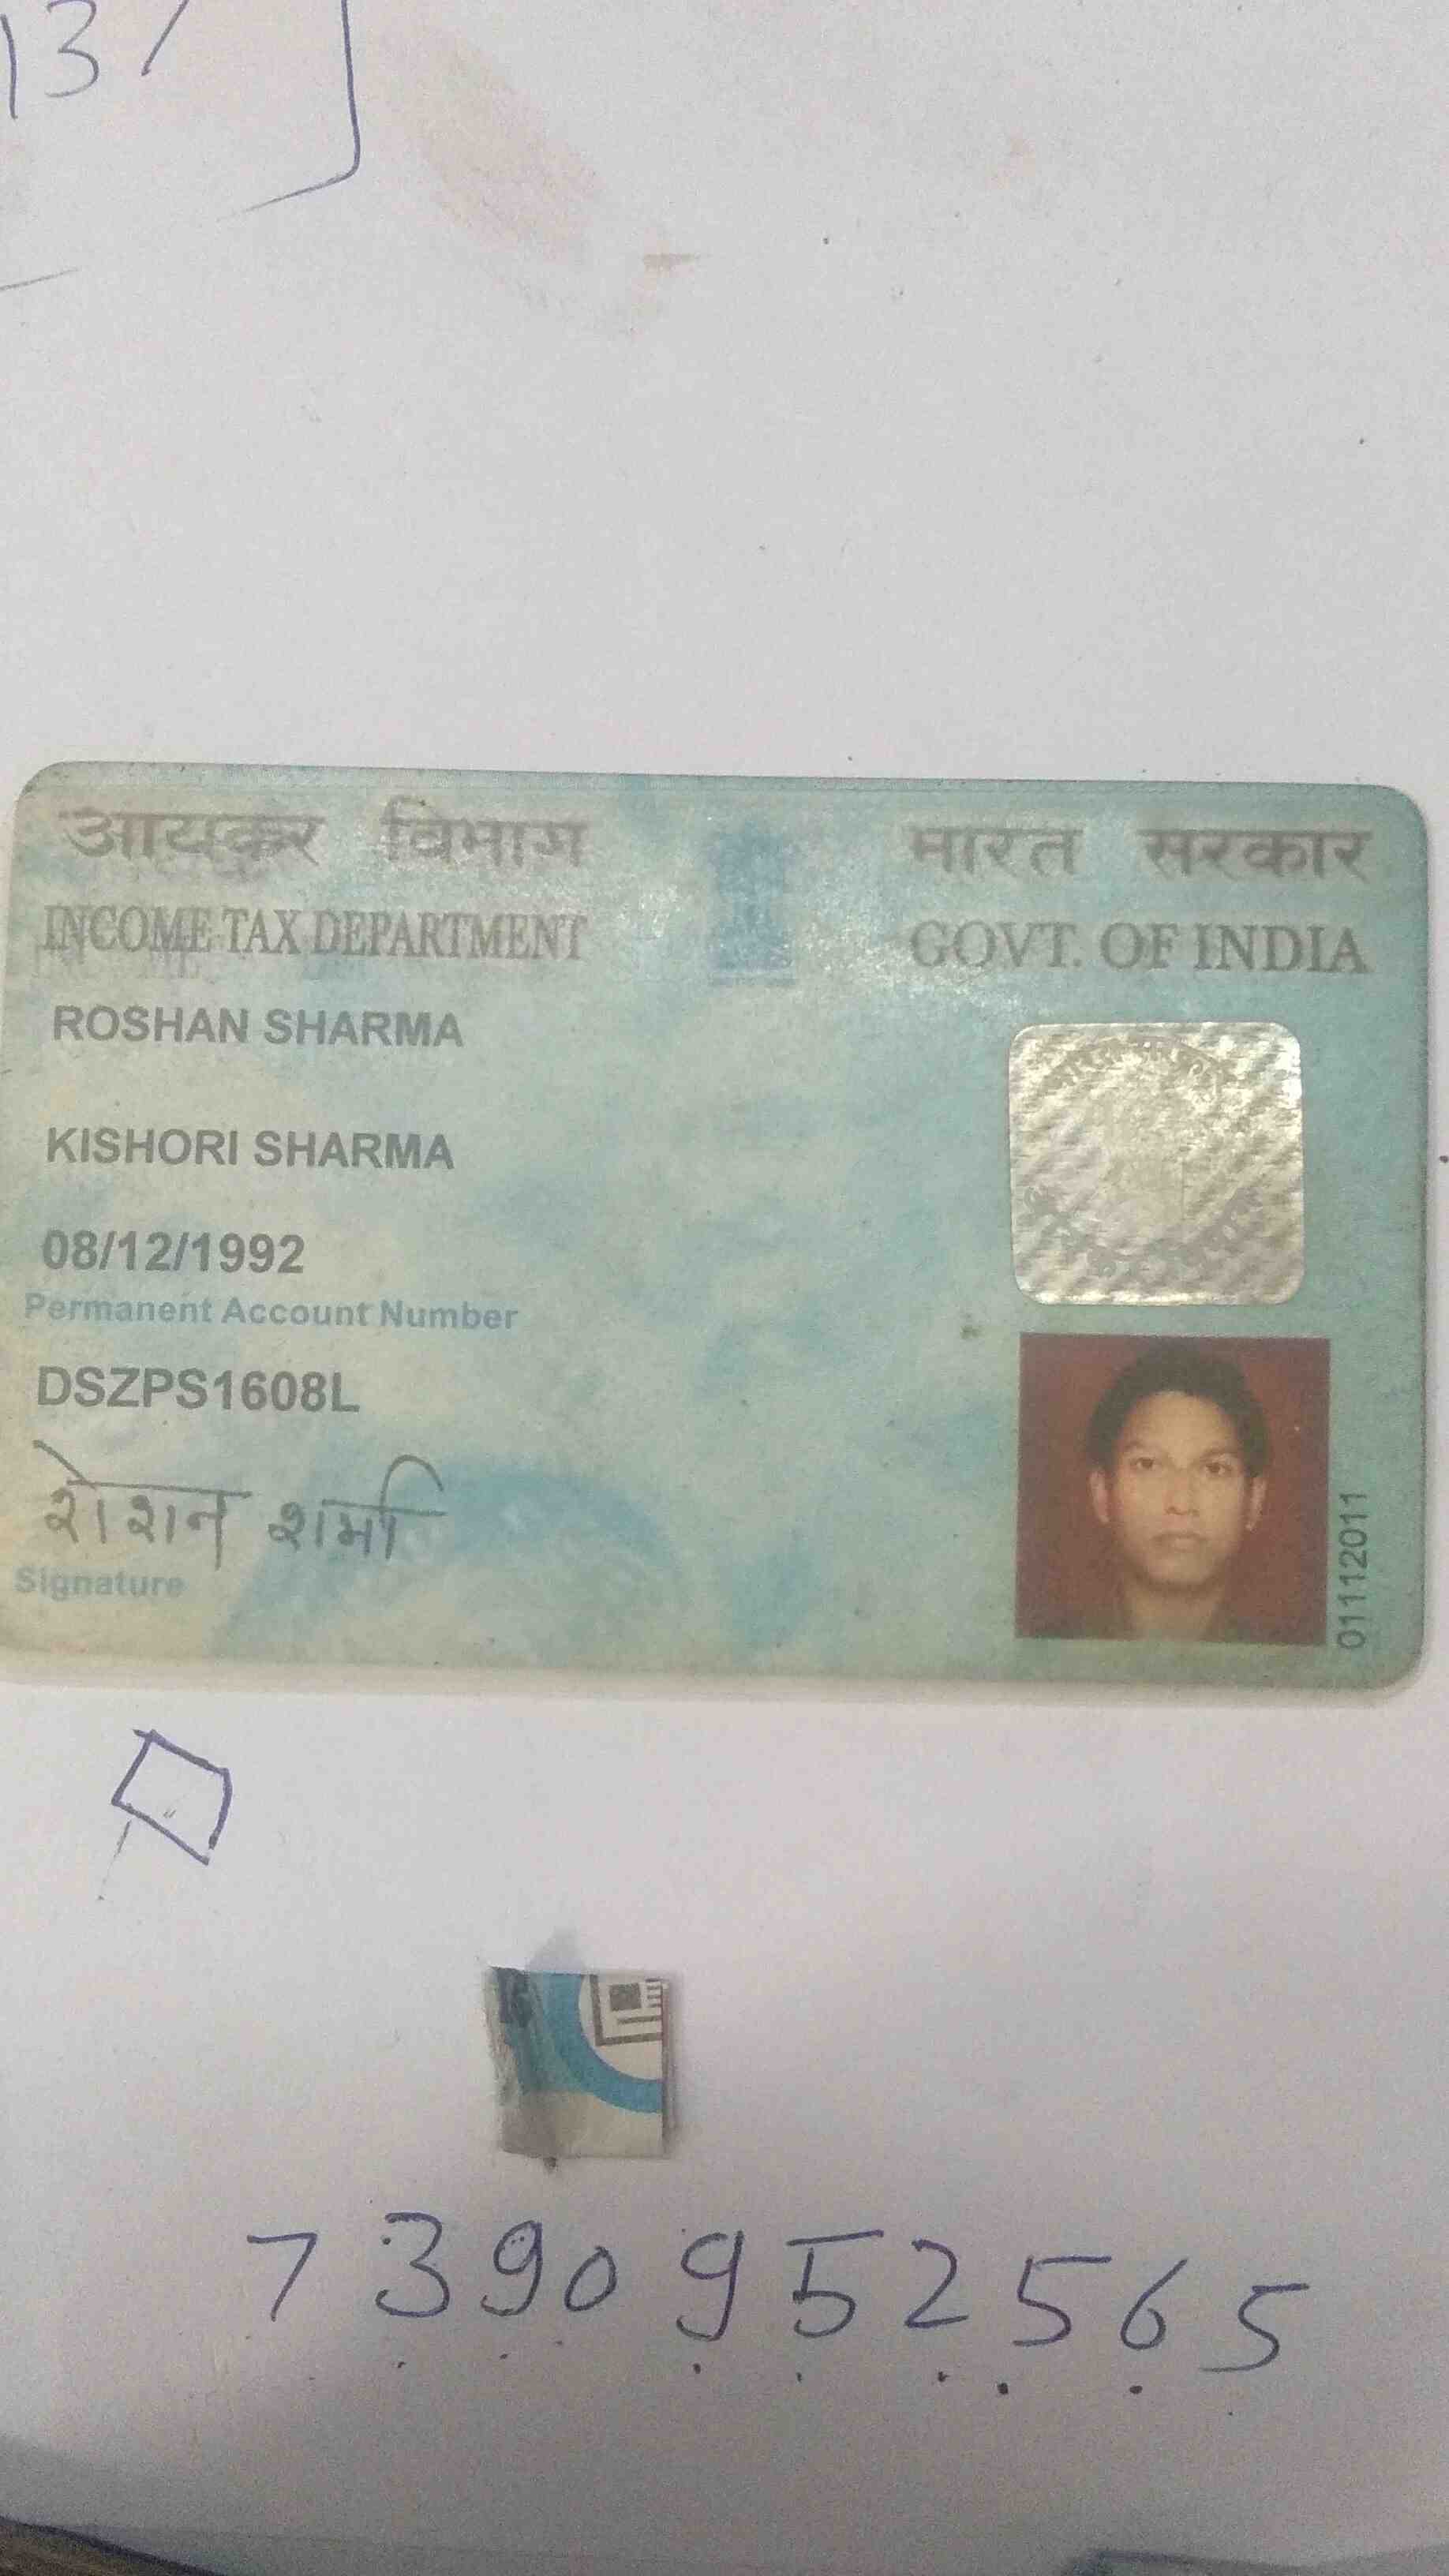 137
आयकर विभाग
भारत सरकार
INCOME TAX DEPARTMENT
GOVT. OF INDIA
ROSHAN SHARMA
KISHORI SHARMA
08/12/1992
Permanent Account Number
DSZPS1608L
रोशन शर्मा
Signature
01112011
7390952565